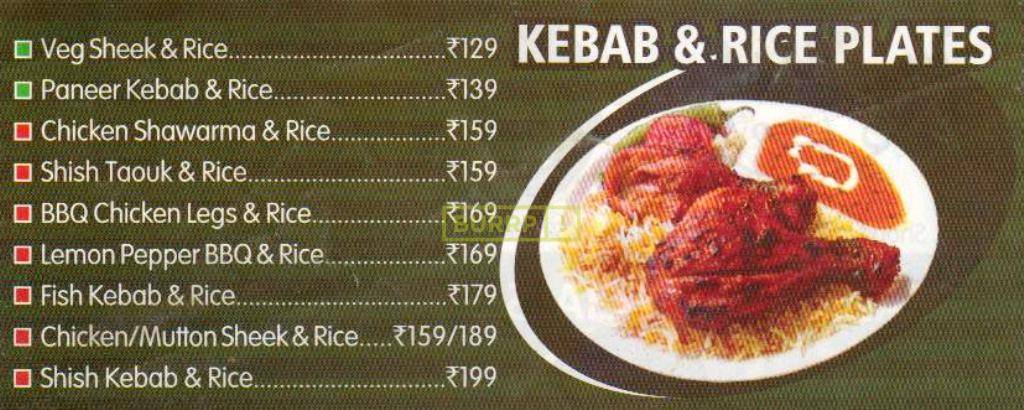 KEBAB & RICE PLATES
Veg Sheek & Rice..............................₹129
Paneer Kebab & Rice........................₹139
Chicken Shawarma & Rice................₹159
Shish Taouk & Rice............................₹159
BBQ Chicken Legs & Rice..................₹169
Lemon Pepper BBQ & Rice.................₹169
Fish Kebab & Rice..............................₹179
Chicken/Mutton Sheek & Rice.....₹159/189
Shish Kebab & Rice...........................₹199
BURRP